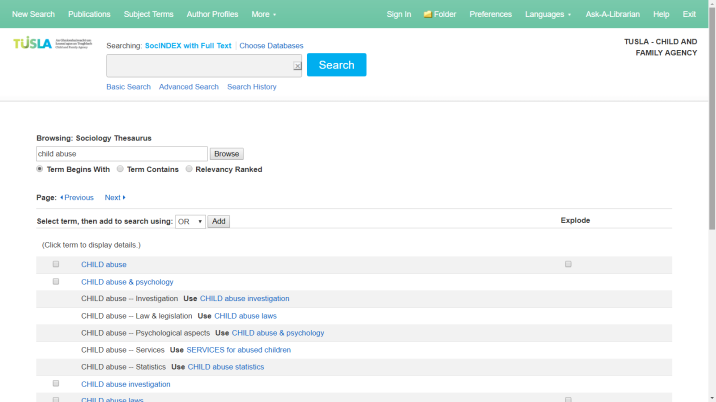 New Search Publications Subject Terms Author Profiles More Sign In Folder Preferences Languages Ask-A-Librarian Help Exit
TUSLA
Child and Family Agency
Searching: SocINDEX with Full Text | Choose Databases
TUSLA - CHILD AND
FAMILY AGENCY
Search
Basic Search Advanced Search Search History
Browsing: Sociology Thesaurus
child abuse Browse
Term Begins With Term Contains Relevancy Ranked
Page: Previous Next
Select term, then add to search using: OR Add Explode
(Click term to display details.)
CHILD abuse
CHILD abuse & psychology
CHILD abuse -- Investigation Use CHILD abuse investigation
CHILD abuse -- Law & legislation Use CHILD abuse laws
CHILD abuse -- Psychological aspects Use CHILD abuse & psychology
CHILD abuse -- Services Use SERVICES for abused children
CHILD abuse -- Statistics Use CHILD abuse statistics
CHILD abuse investigation
CHILD abuse laws